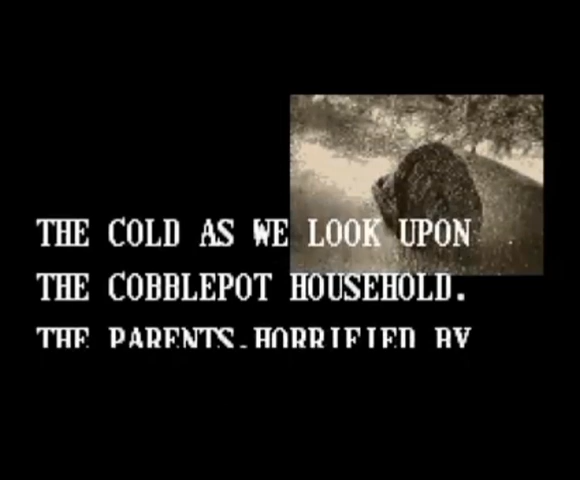 THE COLD AS WE LOOK UPON
THE COBBLEPOT HOUSEHOLD.
THE PARENTS,HORRIFIED BY